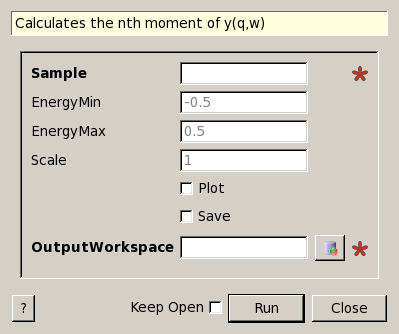 Calculates the nth moment of y(q,w)
Sample
EnergyMin -0.5
EnergyMax 0.5
Scale 1
Plot
Save
OutputWorkspace
? Keep Open Run Close